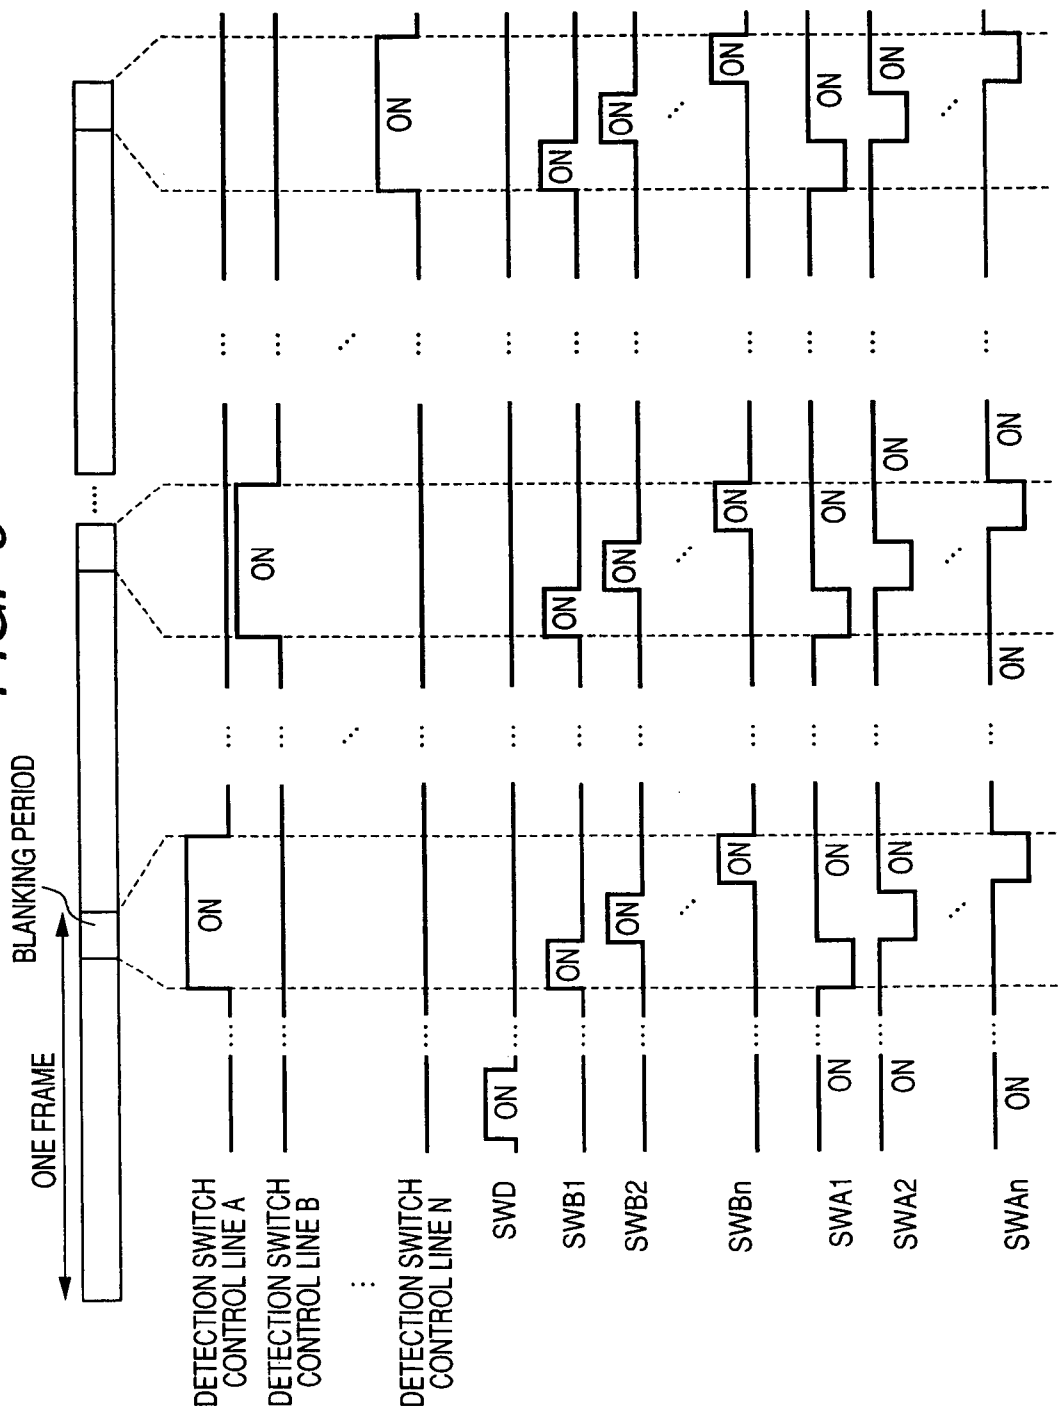 BLANKING PERIOD
ONE FRAME
DETECTION SWITCH
CONTROL LINE A
ON
DETECTION SWITCH
CONTROL LINE B
ON
DETECTION SWITCH
CONTROL LINE N
ON
SWD ON
SWB1 ON ON ON
SWB2 ON ON ON
SWBn ON ON ON
SWA1 ON ON ON ON
SWA2 ON ON ON ON
SWAn ON ON ON